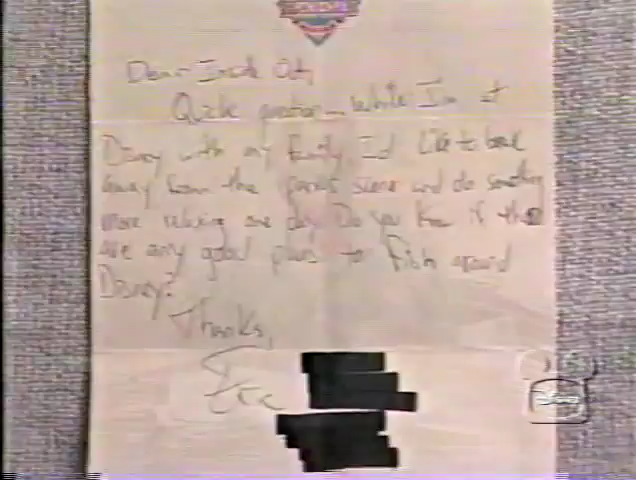 Dear Inside Out,
Quick question — while I'm at
Disney with my family, I'd like to break
away from the parks scene and do something
more relaxing one day. Do you know if there
are any good places to fish around
Disney?
Thanks,
Disney